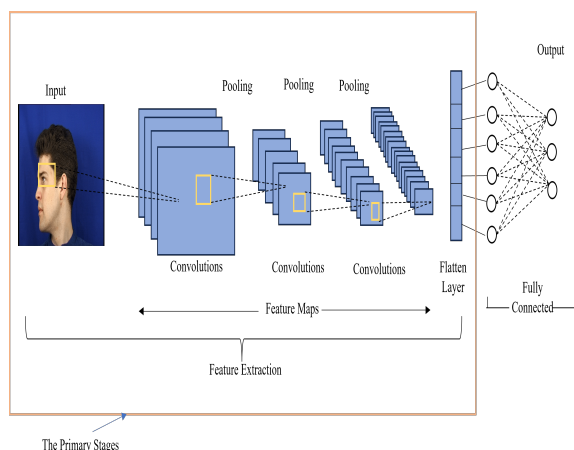 Output
Pooling
Pooling
Pooling
Input
Convolutions
Convolutions
Convolutions
Flatten
Layer
Fully
Connected
Feature Maps
Feature Extraction
The Primary Stages